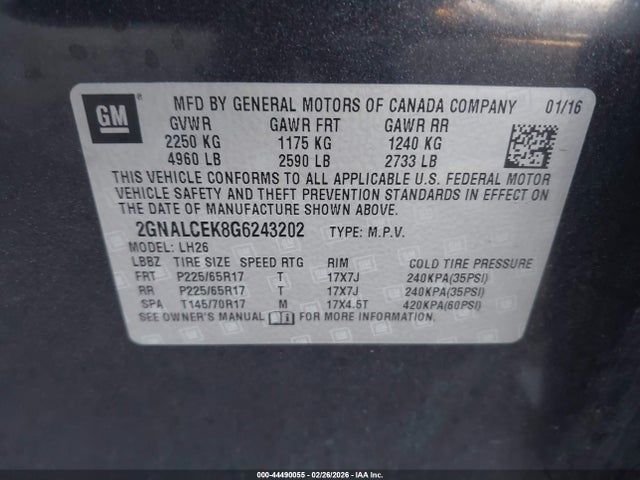 GM
MFD BY GENERAL MOTORS OF CANADA COMPANY 01/16
GVWR GAWR FRT GAWR RR
2250 KG 1175 KG 1240 KG
4960 LB 2590 LB 2733 LB
THIS VEHICLE CONFORMS TO ALL APPLICABLE U.S. FEDERAL MOTOR
VEHICLE SAFETY AND THEFT PREVENTION STANDARDS IN EFFECT ON
THE DATE OF MANUFACTURE SHOWN ABOVE.
2GNALCEK8G6243202 TYPE: M.P.V.
MODEL: LH26
LBBZ TIRE SIZE SPEED RTG RIM COLD TIRE PRESSURE
FRT P225/65R17 T 17X7J 240KPA(35PSI)
RR P225/65R17 T 17X7J 240KPA(35PSI)
SPA T145/70R17 M 17X4.5T 420KPA(60PSI)
SEE OWNER'S MANUAL FOR MORE INFORMATION.
000-44490055 - 02/26/2026 - IAA Inc.